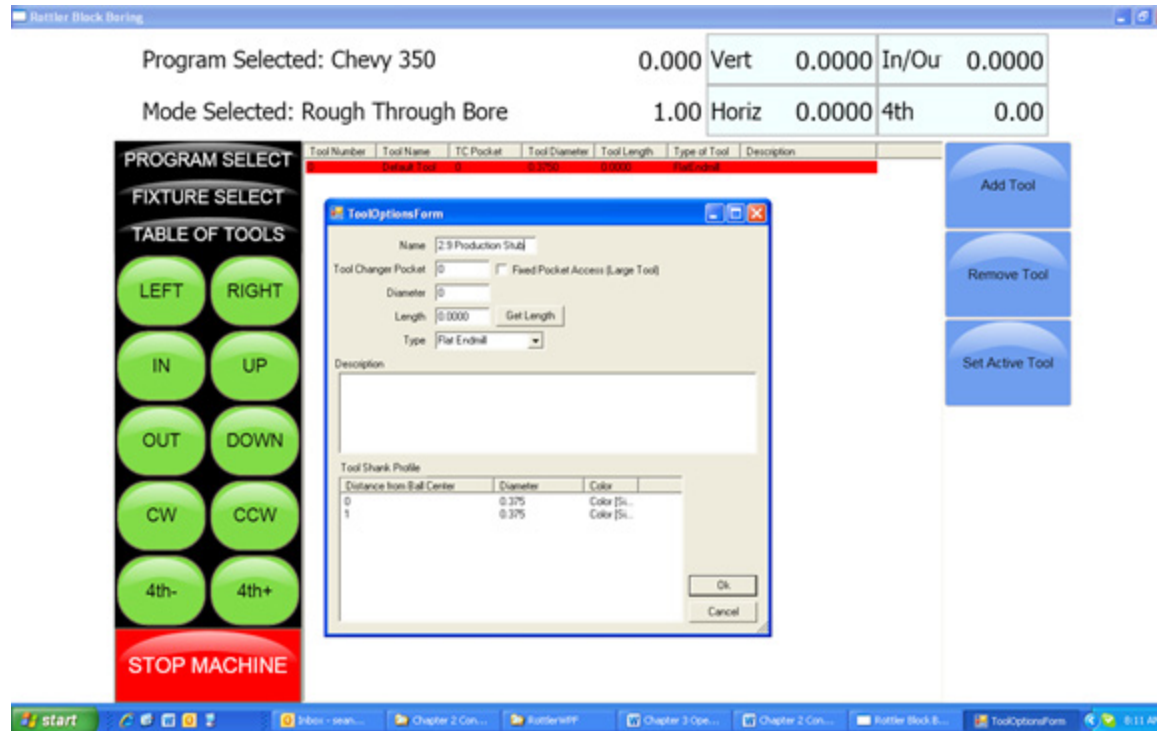 Rottler Block Boring
Program Selected: Chevy 350
0.000 Vert 0.0000 In/Ou 0.0000
Mode Selected: Rough Through Bore
1.00 Horiz 0.0000 4th 0.00
PROGRAM SELECT
FIXTURE SELECT
TABLE OF TOOLS
LEFT RIGHT
IN UP
OUT DOWN
CW CCW
4th- 4th+
STOP MACHINE
Tool Number Tool Name TC Pocket Tool Diameter Tool Length Type of Tool Description
0 Default Tool 0 0.3750 0.0000 FlatEndmill
ToolOptionsForm
Name 2.9 Production Stub
Tool Changer Pocket 0 Fixed Pocket Access (Large Tool)
Diameter 0
Length 0.0000 Get Length
Type Flat Endmill
Description
Tool Shank Profile
Distance from Ball Center Diameter Color
0 0.375 Color [Si...
1 0.375 Color [Si...
Ok
Cancel
Add Tool
Remove Tool
Set Active Tool
start
Inbox - sean...
Chapter 2 Con...
RottlerWPF
Chapter 3 Ope...
Chapter 2 Con...
Rottler Block B...
ToolOptionsForm
8:11 AM